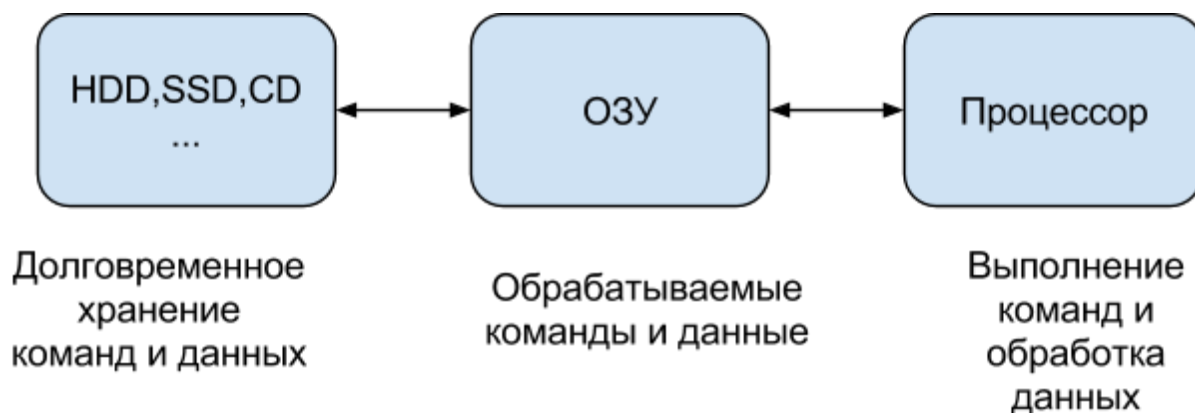 HDD,SSD,CD
...
ОЗУ
Процессор
Долговременное
хранение
команд и данных
Обрабатываемые
команды и данные
Выполнение
команд и
обработка
данных